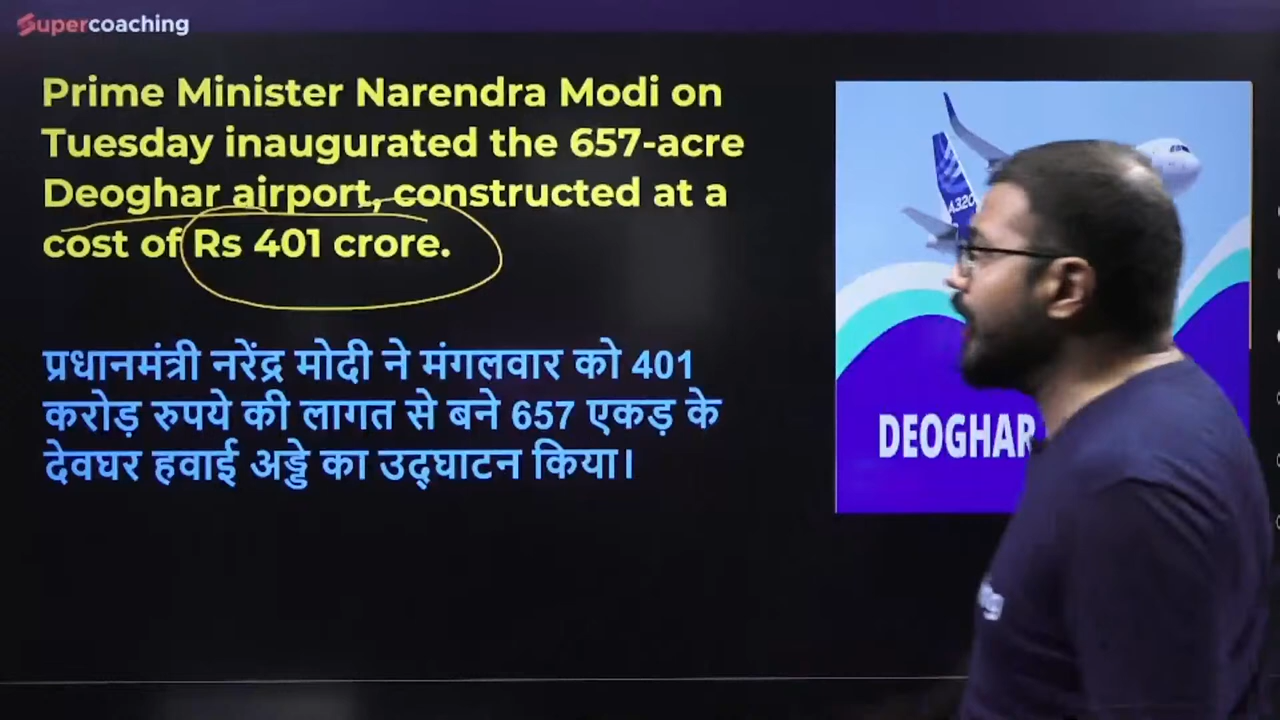 Supercoaching
Prime Minister Narendra Modi on
Tuesday inaugurated the 657-acre
Deoghar airport, constructed at a
cost of Rs 401 crore.
प्रधानमंत्री नरेंद्र मोदी ने मंगलवार को 401
करोड़ रुपये की लागत से बने 657 एकड़ के
देवघर हवाई अड्डे का उद्घाटन किया।
A320
DEOGHAR